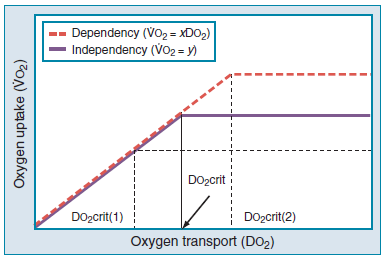 Dependency (V̇O₂ = xDO₂)
Independency (V̇O₂ = y)
Oxygen uptake (V̇O₂)
DO₂crit
DO₂crit(1)
DO₂crit(2)
Oxygen transport (DO₂)